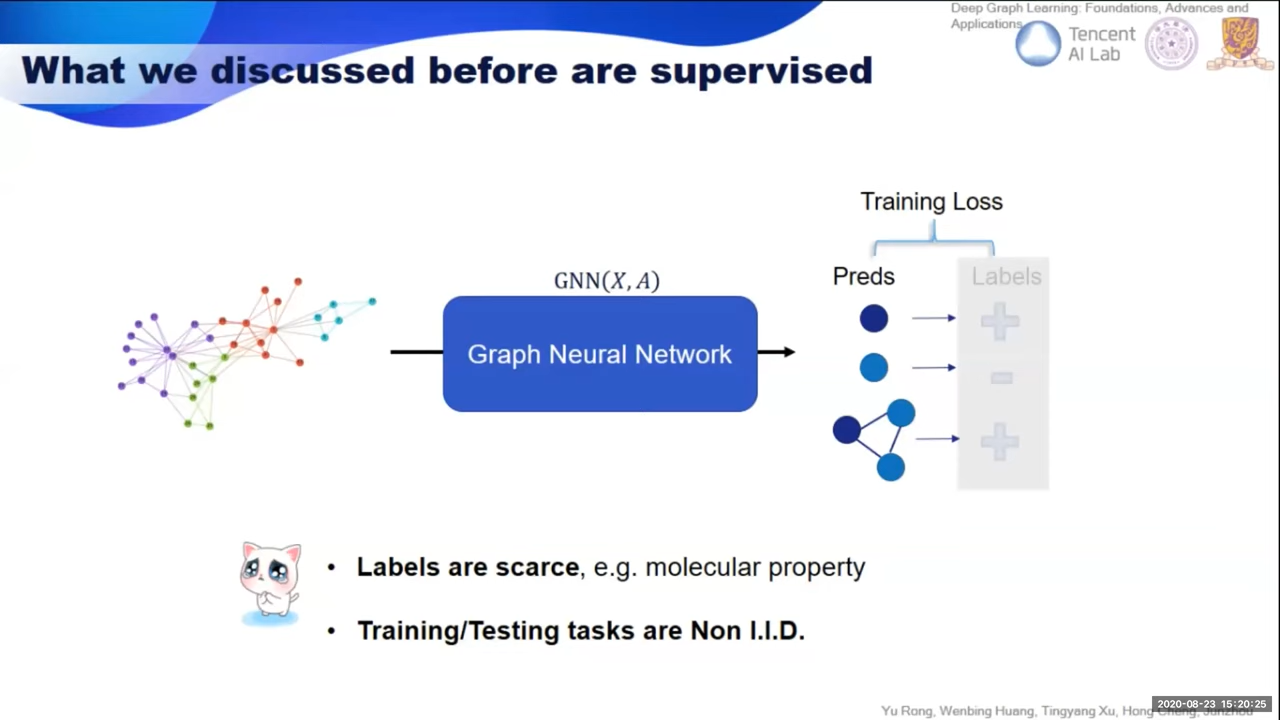 Deep Graph Learning: Foundations, Advances and
Applications
Tencent
AI Lab
What we discussed before are supervised
Training Loss
GNN(X, A)
Preds
Labels
Graph Neural Network
• Labels are scarce, e.g. molecular property
• Training/Testing tasks are Non I.I.D.
2020-08-23 15:20:25
Yu Rong, Wenbing Huang, Tingyang Xu, Hong Cheng, Junzhou